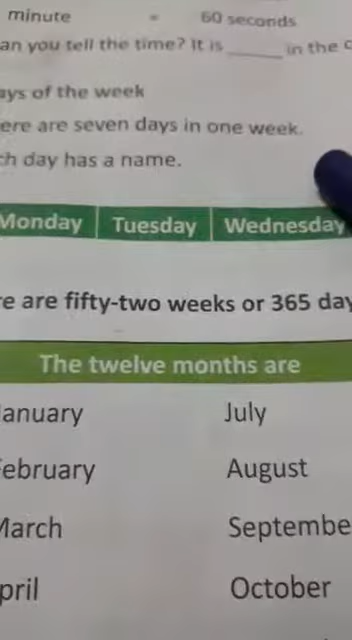 minute = 60 seconds
an you tell the time? It is ______ in the
ays of the week
ere are seven days in one week.
ch day has a name.
Monday Tuesday Wednesday
re are fifty-two weeks or 365 day
The twelve months are
anuary July
ebruary August
March Septembe
pril October